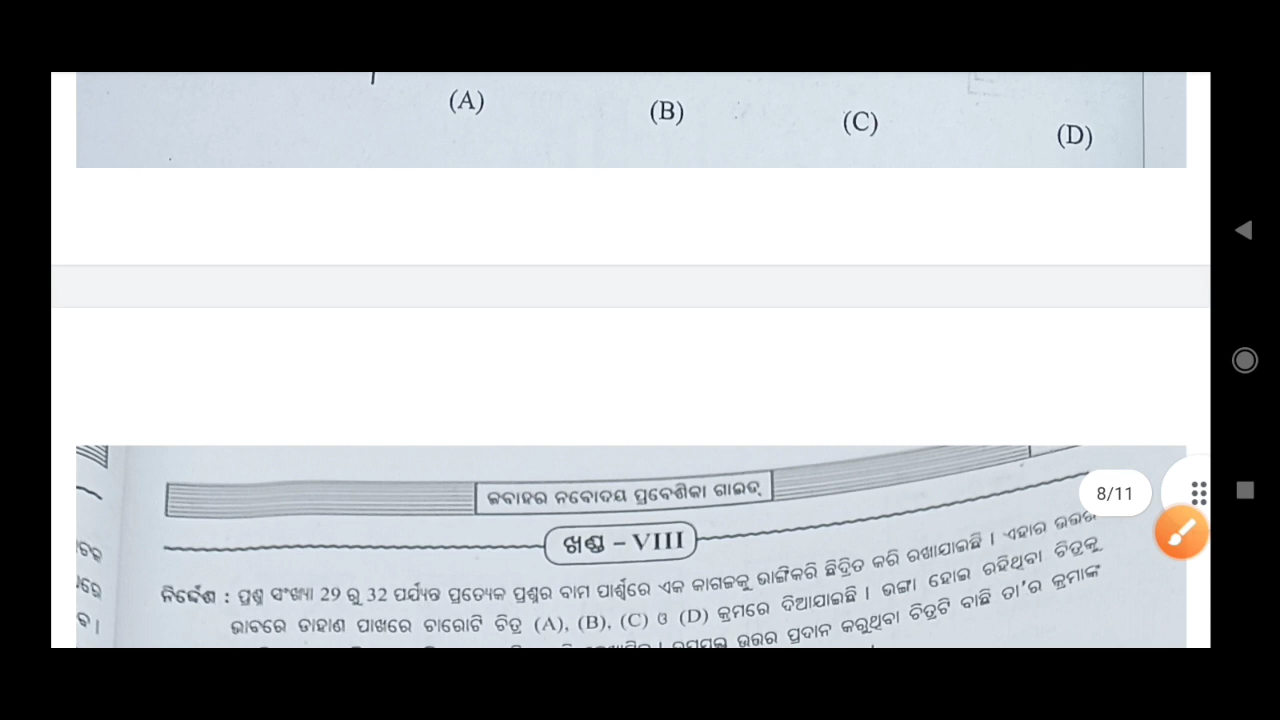 (A) (B) (C) (D)
ଜବାହର ନବୋଦୟ ପ୍ରବେଶିକା ଗାଇଡ୍
8/11
ଖଣ୍ଡ – VIII
ନିର୍ଦ୍ଦେଶ : ପ୍ରଶ୍ନ ସଂଖ୍ୟା 29 ରୁ 32 ପର୍ଯ୍ୟନ୍ତ ପ୍ରତ୍ୟେକ ପ୍ରଶ୍ନର ବାମ ପାର୍ଶ୍ୱରେ ଏକ କାଗଜକୁ ଭାଙ୍ଗିକରି ଛିଦ୍ରିତ କରି ରଖାଯାଇଛି । ଏହାର ଉତ୍ତର
ଭାବରେ ଡାହାଣ ପାଖରେ ଚାରୋଟି ଚିତ୍ର (A), (B), (C) ଓ (D) କ୍ରମରେ ଦିଆଯାଇଛି । ଭଙ୍ଗା ହୋଇ ରହିଥିବା ଚିତ୍ରକୁ
ଉତ୍ତର ପ୍ରଦାନ କରୁଥିବା ଚିତ୍ରଟି ବାଛି ତା'ର କ୍ରମାଙ୍କ